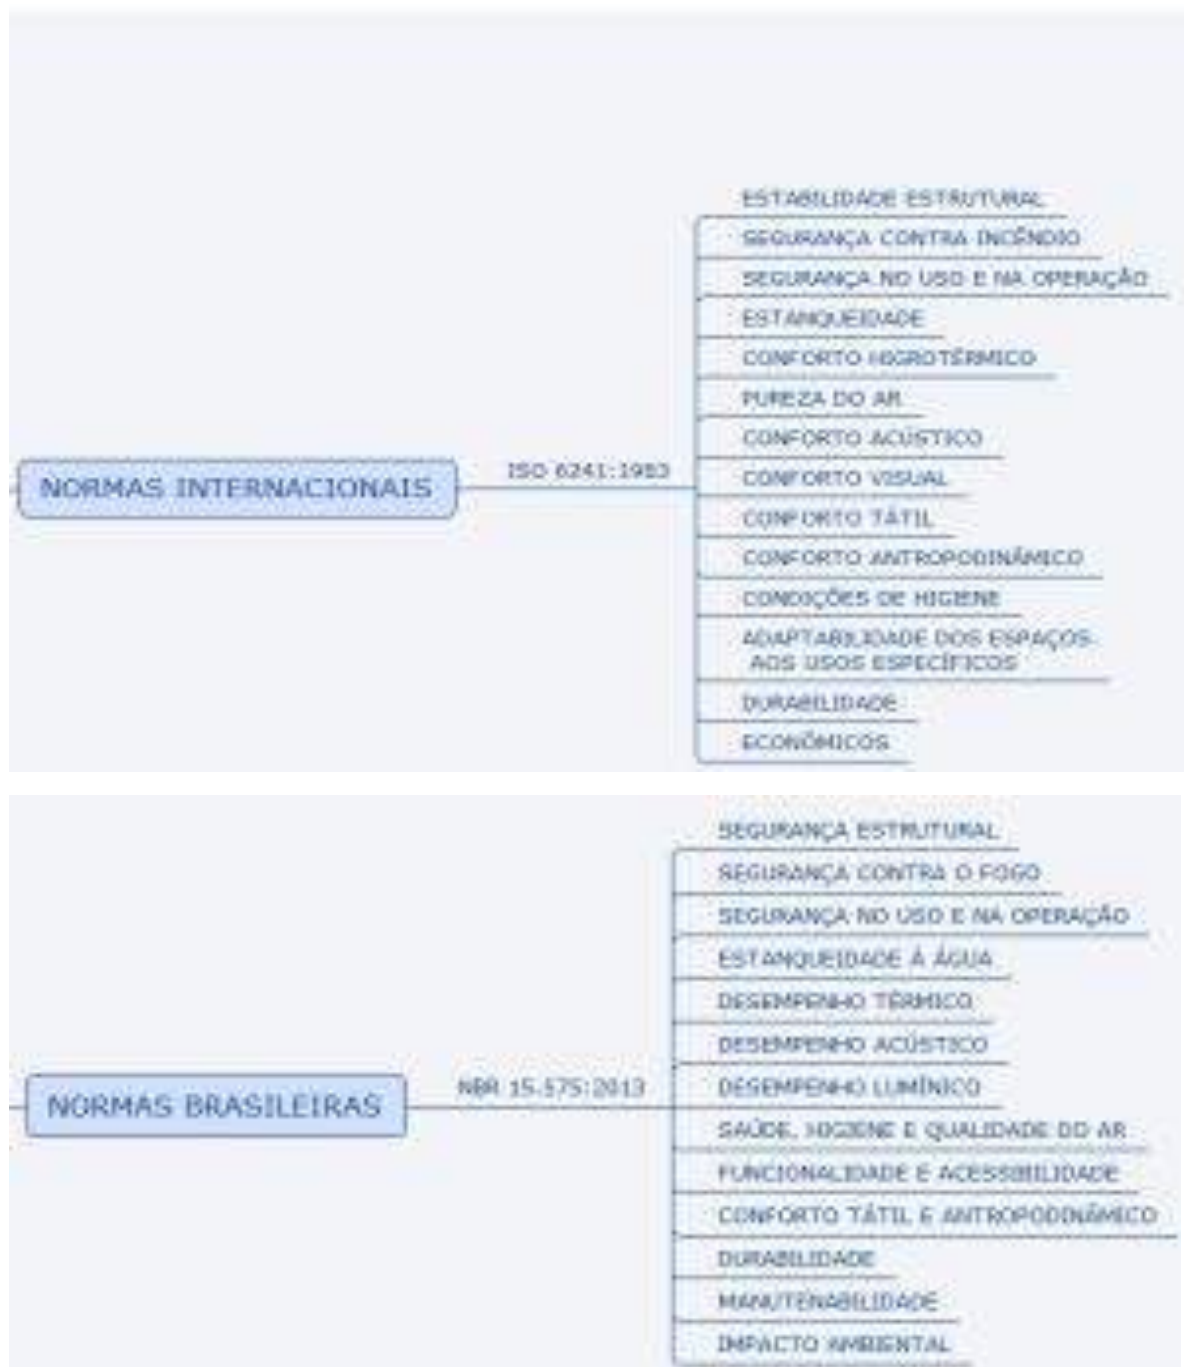 ESTABILIDADE ESTRUTURAL
SEGURANÇA CONTRA INCÊNDIO
SEGURANÇA NO USO E NA OPERAÇÃO
ESTANQUEIDADE
CONFORTO HIGROTÉRMICO
PUREZA DO AR
CONFORTO ACÚSTICO
NORMAS INTERNACIONAIS
ISO 6241:1983
CONFORTO VISUAL
CONFORTO TÁTIL
CONFORTO ANTROPODINÂMICO
CONDIÇÕES DE HIGIENE
ADAPTABILIDADE DOS ESPAÇOS
AOS USOS ESPECÍFICOS
DURABILIDADE
ECONÔMICOS
SEGURANÇA ESTRUTURAL
SEGURANÇA CONTRA O FOGO
SEGURANÇA NO USO E NA OPERAÇÃO
ESTANQUEIDADE À ÁGUA
DESEMPENHO TÉRMICO
DESEMPENHO ACÚSTICO
NORMAS BRASILEIRAS
NBR 15.575:2013
DESEMPENHO LUMÍNICO
SAÚDE, HIGIENE E QUALIDADE DO AR
FUNCIONALIDADE E ACESSIBILIDADE
CONFORTO TÁTIL E ANTROPODINÂMICO
DURABILIDADE
MANUTENABILIDADE
IMPACTO AMBIENTAL